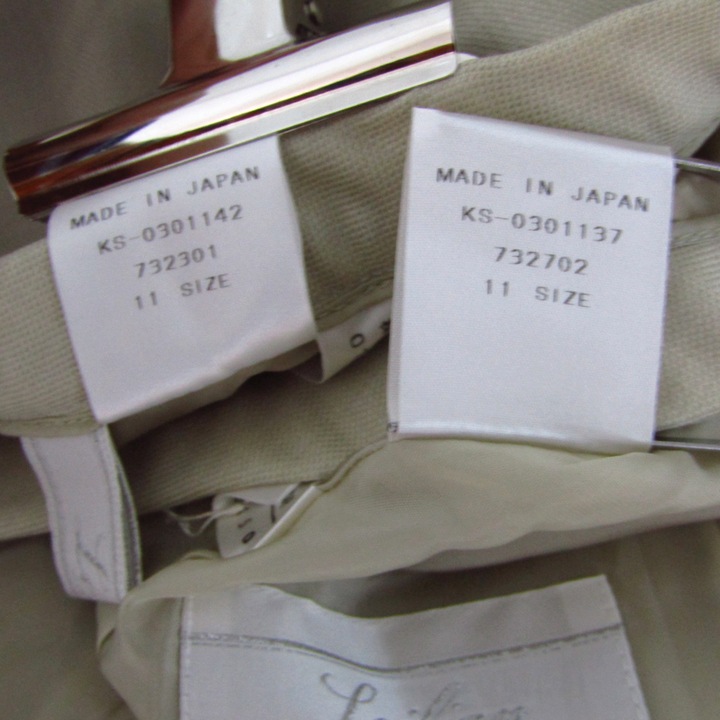 MADE IN JAPAN
KS-0301142
732301
11 SIZE
MADE IN JAPAN
KS-0301137
732702
11 SIZE